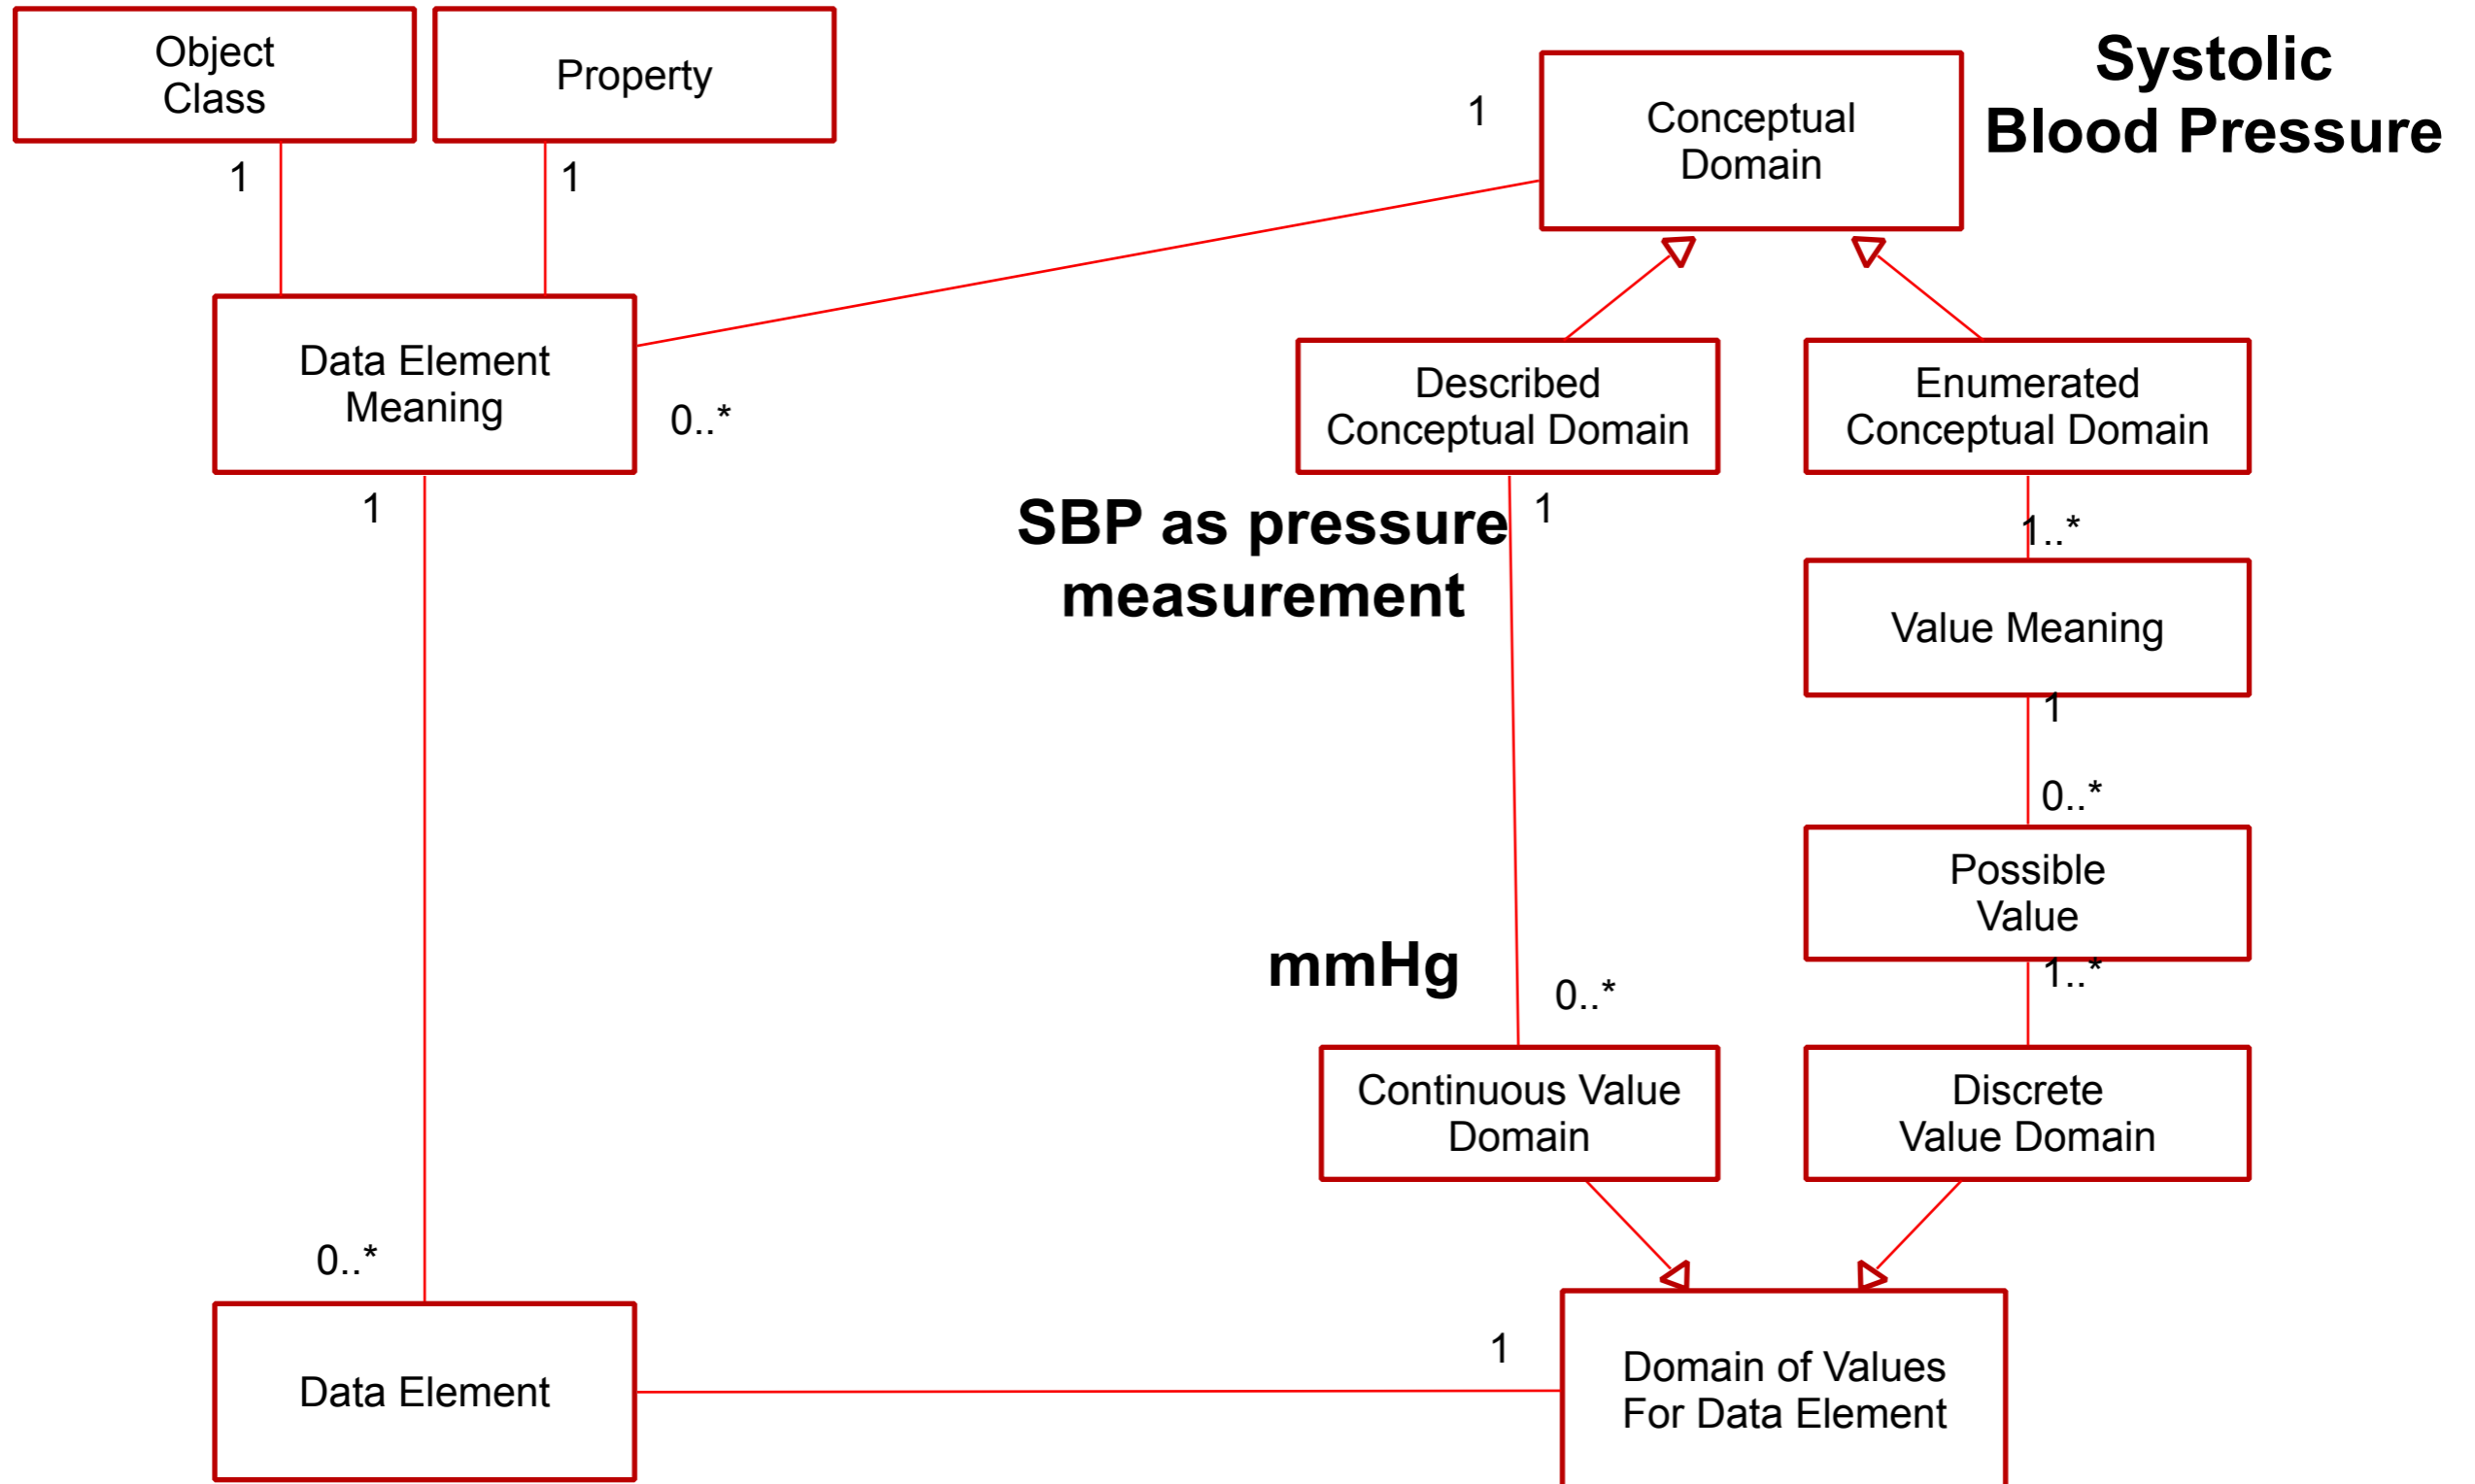 Object
Class
Property
1
1
1
Conceptual
Domain
Systolic
Blood Pressure
Data Element
Meaning
0..*
Described
Conceptual Domain
Enumerated
Conceptual Domain
1
SBP as pressure
measurement
1
1..*
Value Meaning
1
0..*
Possible
Value
1..*
mmHg
0..*
Continuous Value
Domain
Discrete
Value Domain
0..*
Data Element
1
Domain of Values
For Data Element